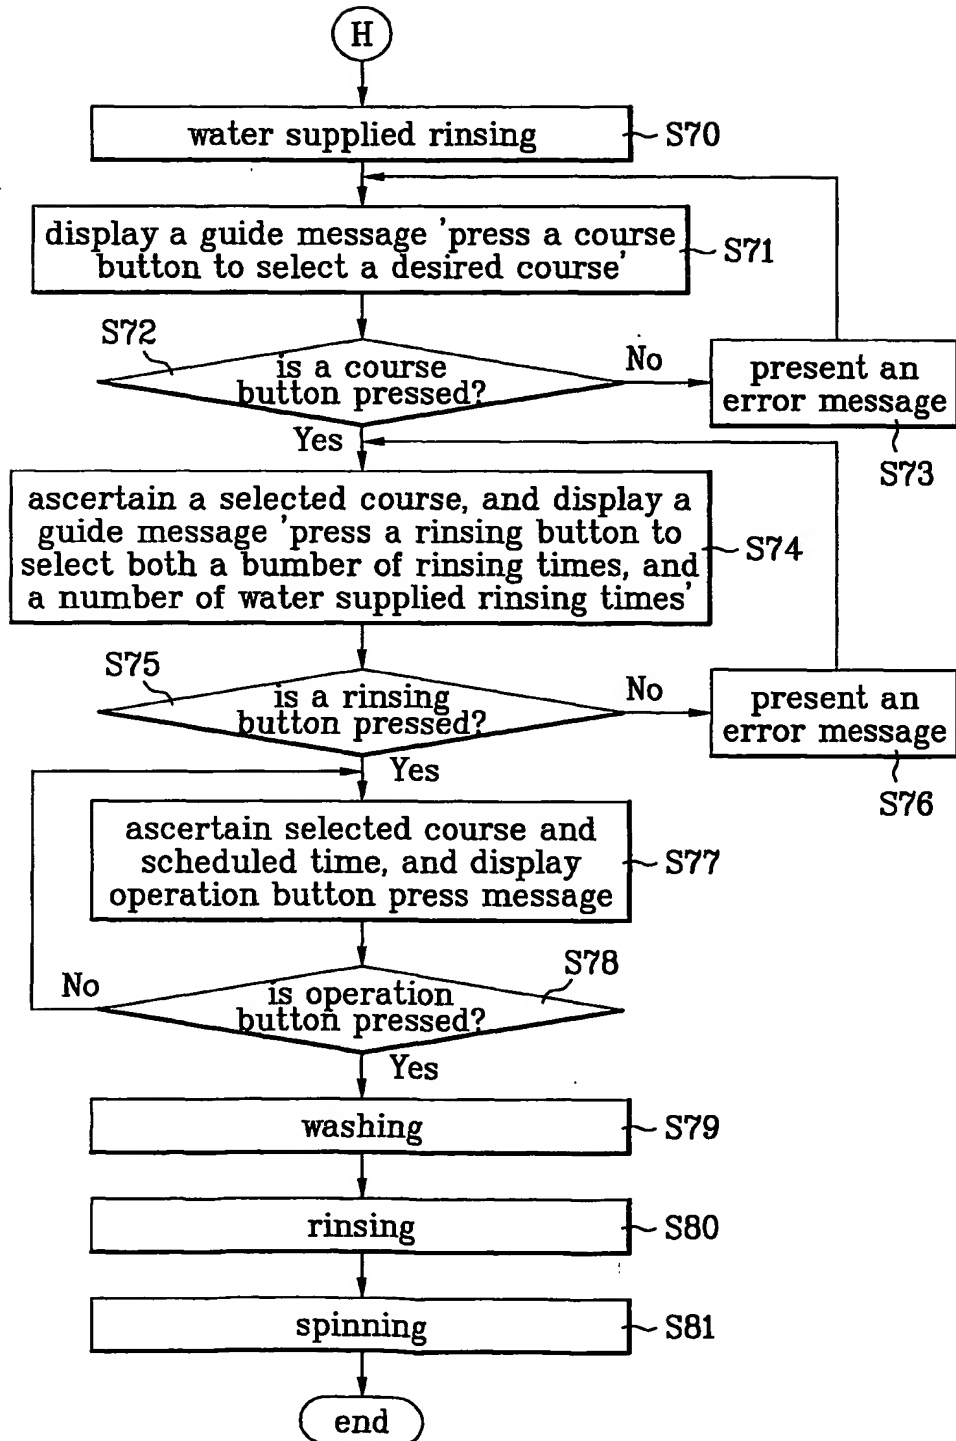 H
water supplied rinsing
S70
display a guide message 'press a course
button to select a desired course'
S71
S72
is a course
button pressed?
No
present an
error message
S73
Yes
ascertain a selected course, and display a
guide message 'press a rinsing button to
select both a bumber of rinsing times, and
a number of water supplied rinsing times'
S74
S75
is a rinsing
button pressed?
No
present an
error message
S76
Yes
ascertain selected course and
scheduled time, and display
operation button press message
S77
S78
is operation
button pressed?
No
Yes
washing
S79
rinsing
S80
spinning
S81
end